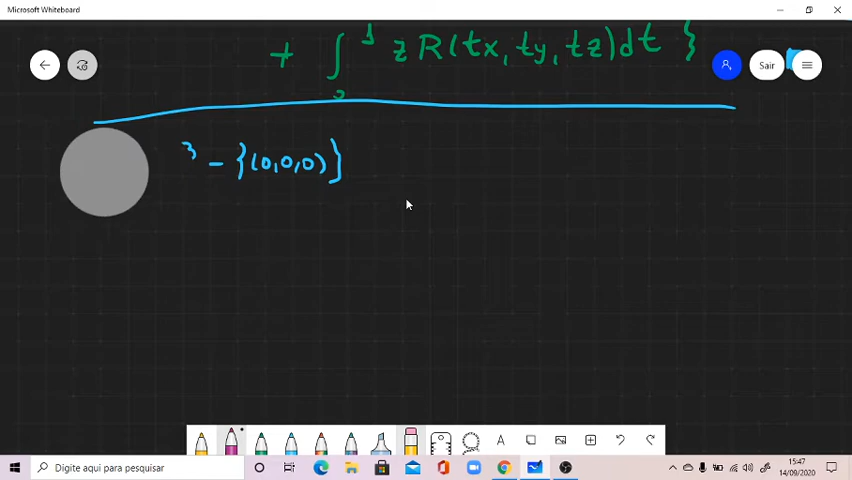 Microsoft Whiteboard
+ ∫ z R(tx, ty, tz)dt }
Sair
3 - {(0,0,0)}
A
Digite aqui para pesquisar
15:47
14/09/2020